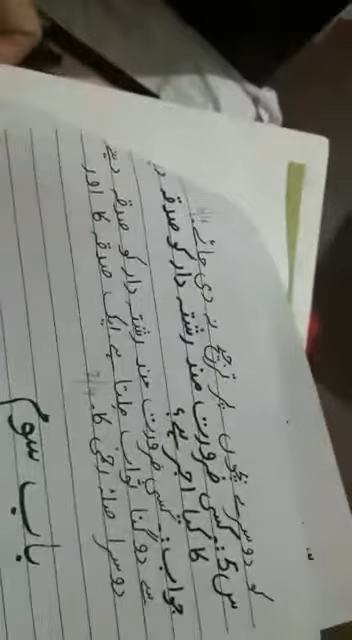 کو دوسرے بچوں پر ترجیح نہ دی جائے۔
س5:۔ کسی ضرورت مند رشتہ دار کو صدقہ
کا کیا اجر ہے؟
جواب:۔ کسی ضرورت مند رشتہ دار کو صدقہ دینے
سے دوگنا ثواب ملتا ہے ایک صدقہ کا اور
دوسرا صلہ رحمی کا۔
باب سوم